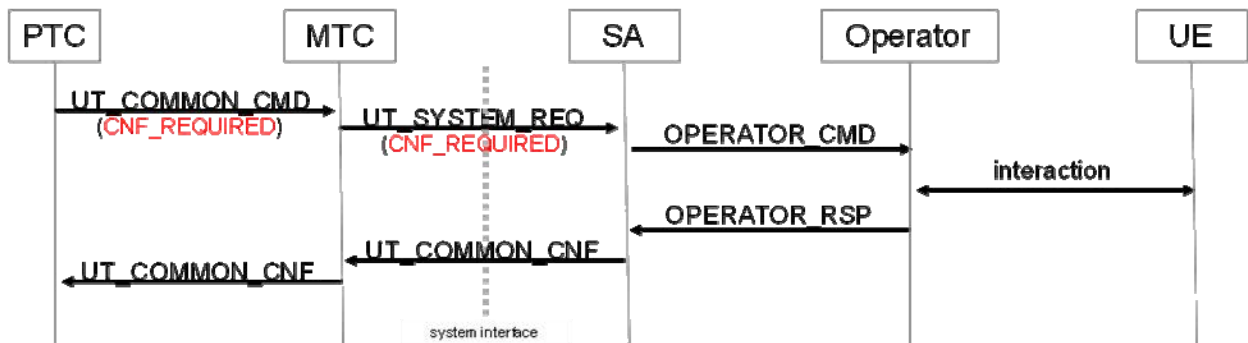 PTC
MTC
SA
Operator
UE
UT_COMMON_CMD
(CNF_REQUIRED)
UT_SYSTEM_REQ
(CNF_REQUIRED)
OPERATOR_CMD
interaction
OPERATOR_RSP
UT_COMMON_CNF
UT_COMMON_CNF
system interface